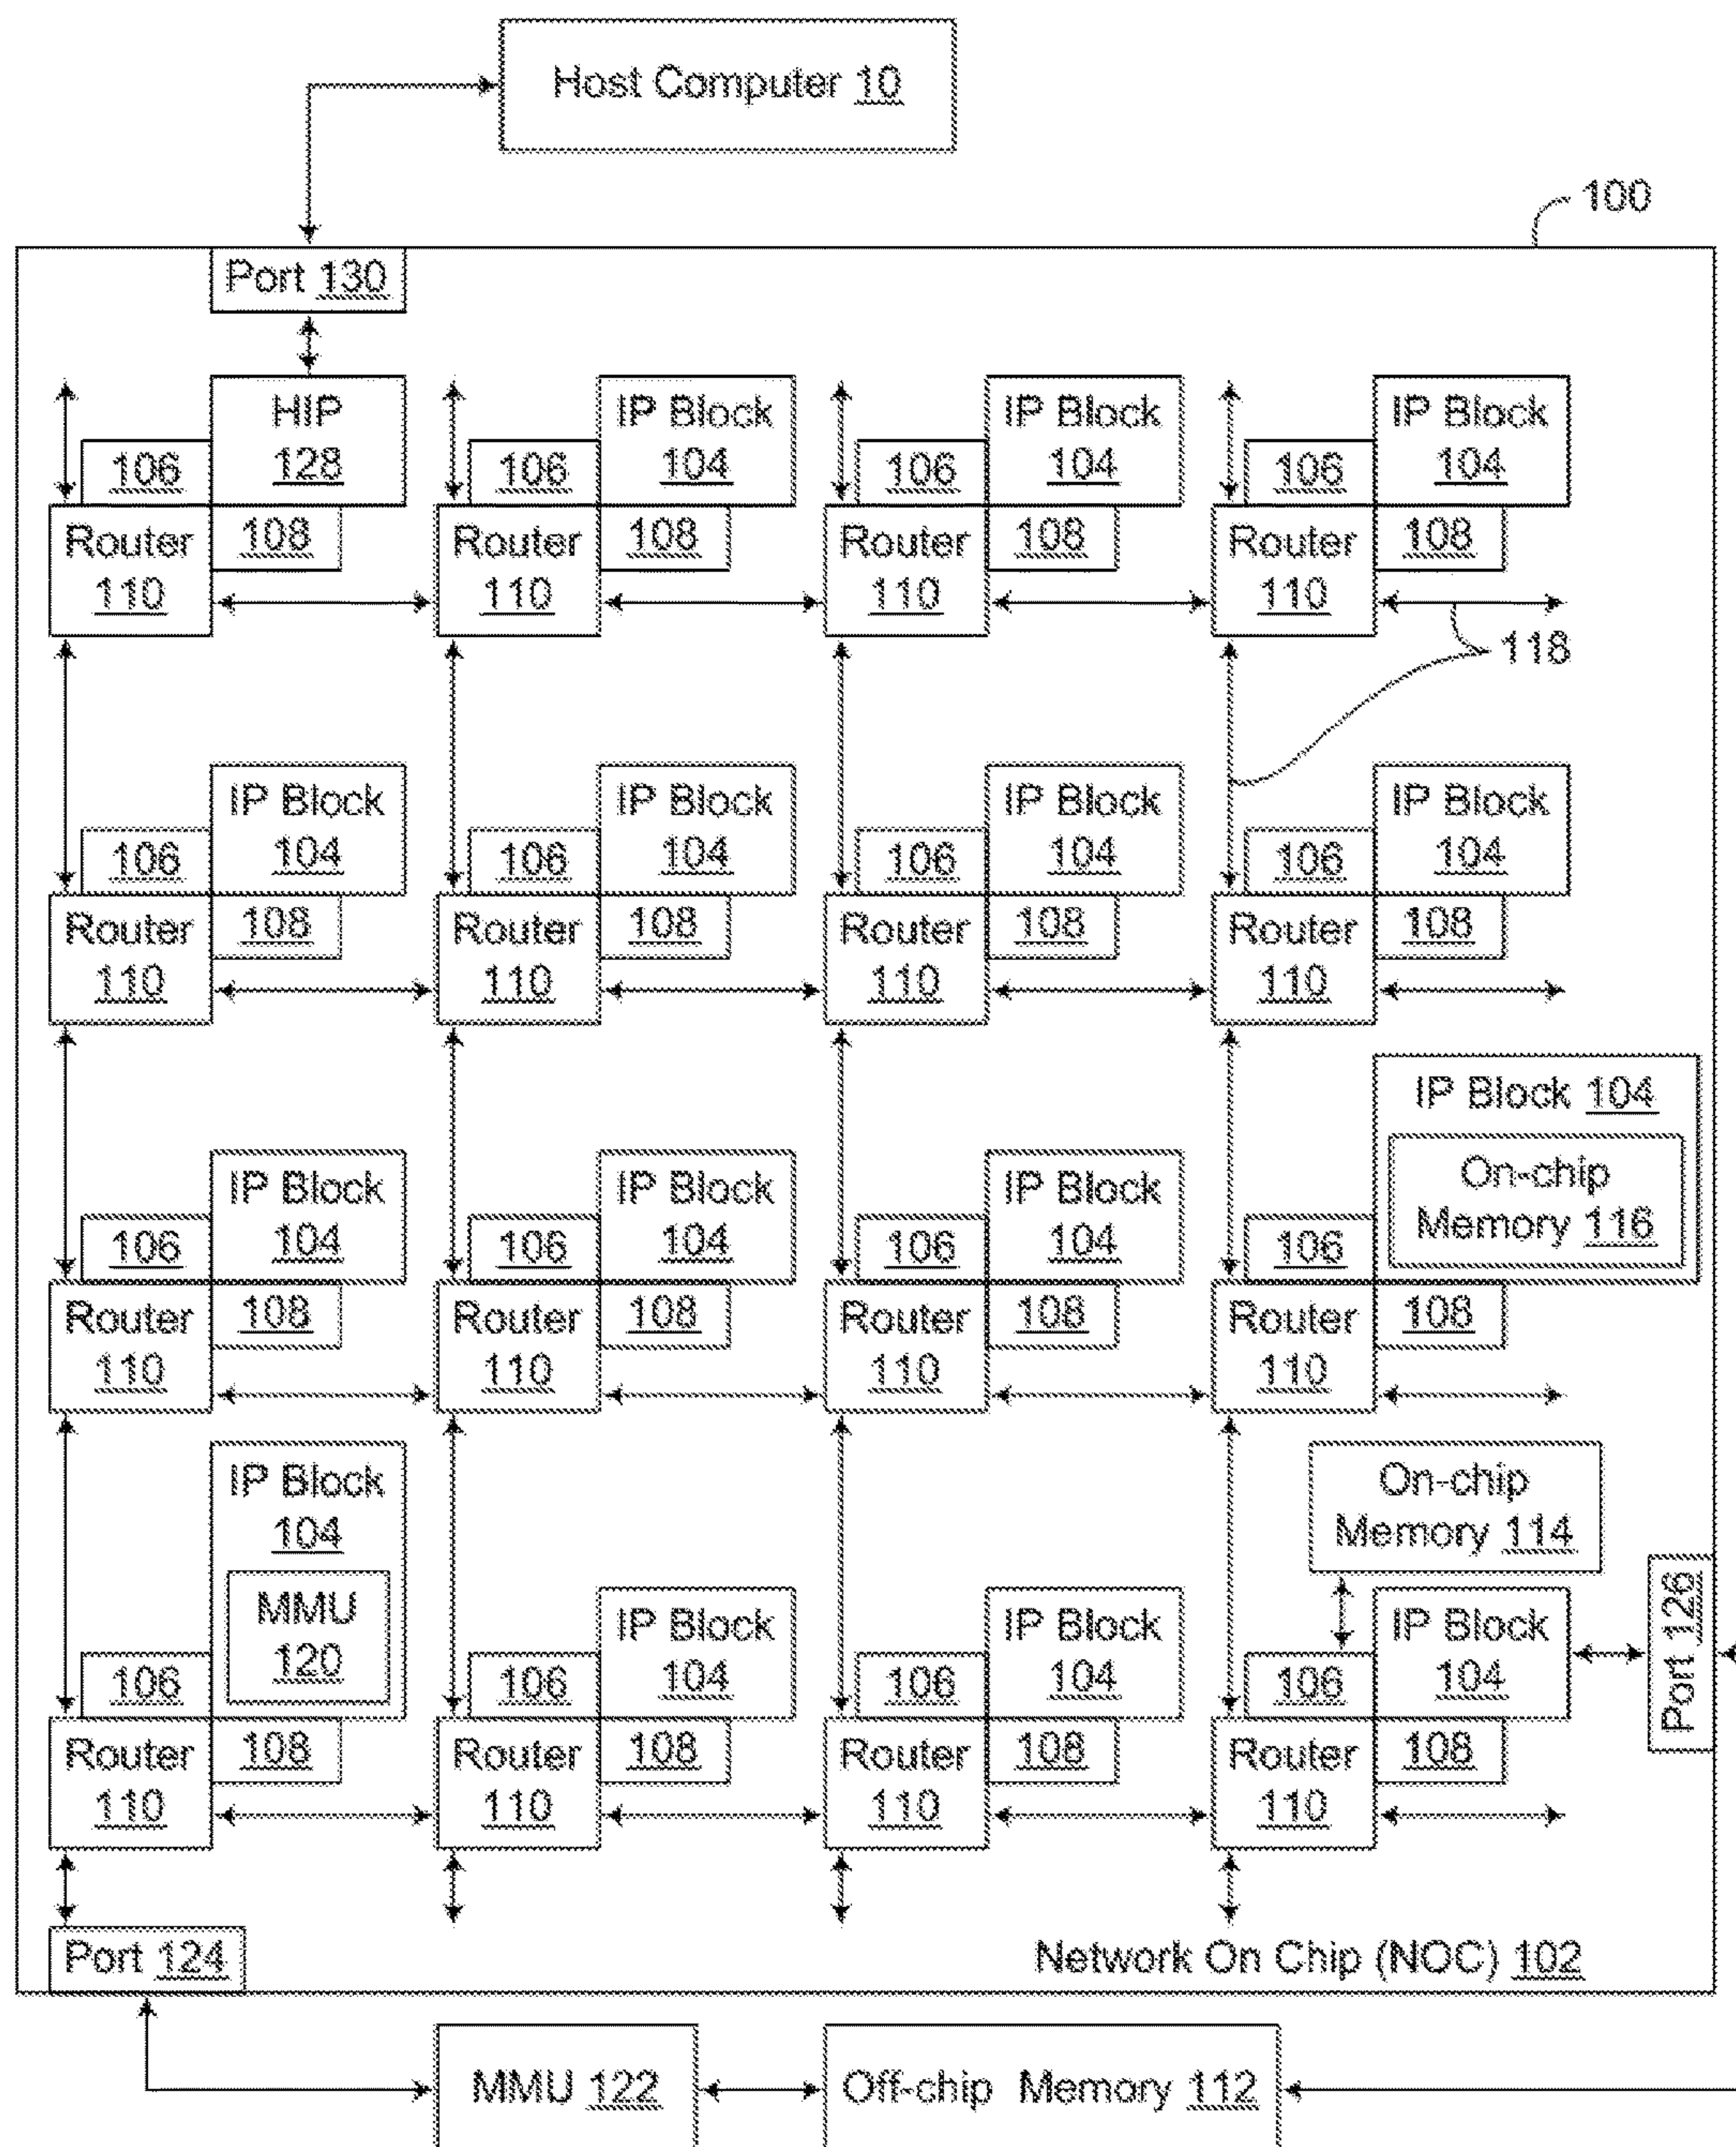 Host Computer 10
100
Port 130
HIP
128
106
Router
110
108
IP Block
104
106
Router
110
108
IP Block
104
106
Router
110
108
IP Block
104
106
Router
110
108
118
IP Block
104
106
Router
110
108
IP Block
104
106
Router
110
108
IP Block
104
106
Router
110
108
IP Block
104
106
Router
110
108
IP Block
104
106
Router
110
108
IP Block
104
106
Router
110
108
IP Block
104
106
Router
110
108
IP Block 104
On-chip
Memory 116
106
Router
110
108
IP Block
104
MMU
120
106
Router
110
108
IP Block
104
106
Router
110
108
IP Block
104
106
Router
110
108
On-chip
Memory 114
IP Block
104
106
Router
110
108
Port 126
Port 124
Network On Chip (NOC) 102
MMU 122
Off-chip Memory 112